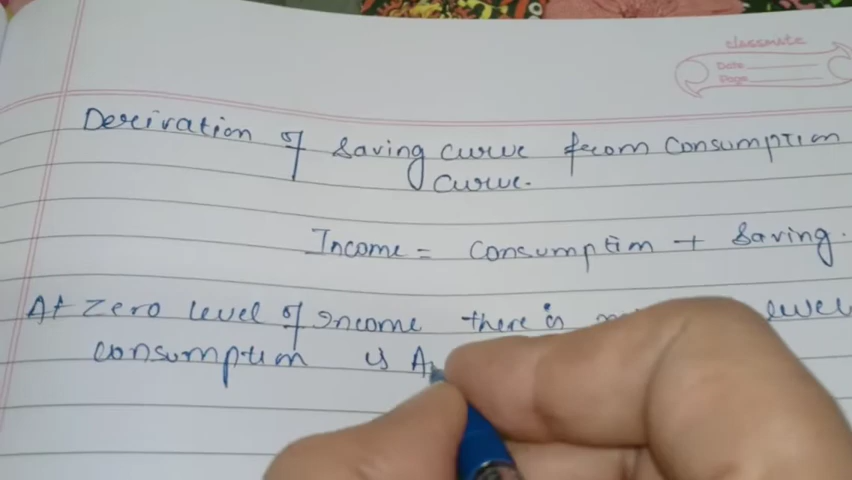 classmate
Date
Page
Derivation of Saving curve from Consumption
curve.
Income = Consumption + Saving.
At Zero level of income there is level
consumption is